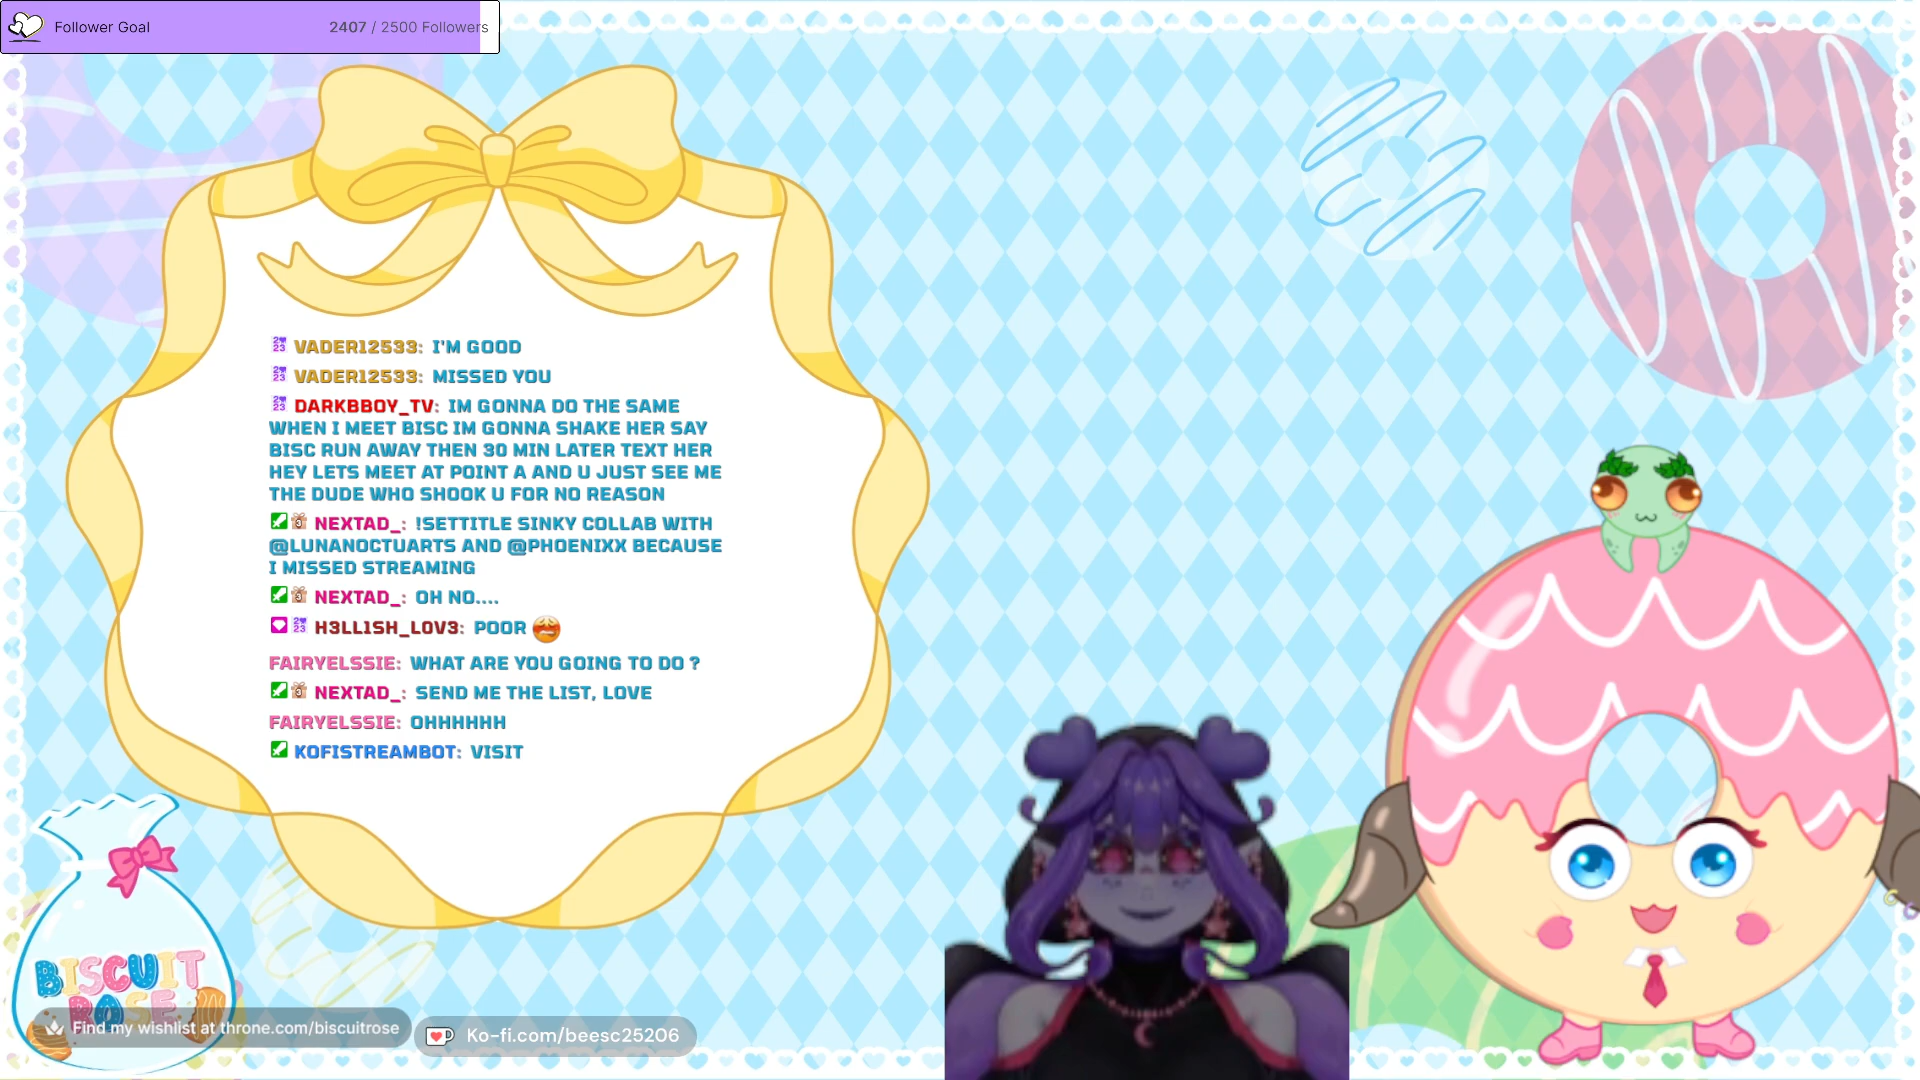 Follower Goal 2407 / 2500 Followers
VADER12533: I'M GOOD
VADER12533: MISSED YOU
DARKBBOY_TV: IM GONNA DO THE SAME
WHEN I MEET BISC IM GONNA SHAKE HER SAY
BISC RUN AWAY THEN 30 MIN LATER TEXT HER
HEY LETS MEET AT POINT A AND U JUST SEE ME
THE DUDE WHO SHOOK U FOR NO REASON
NEXTAD_: !SETTITLE SINKY COLLAB WITH
@LUNANOCTUARTS AND @PHOENIXX BECAUSE
I MISSED STREAMING
NEXTAD_: OH NO....
H3LL1SH_L0V3: POOR
FAIRYELSSIE: WHAT ARE YOU GOING TO DO ?
NEXTAD_: SEND ME THE LIST, LOVE
FAIRYELSSIE: OHHHHHH
KOFISTREAMBOT: VISIT
BISCUIT
ROSE
Find my wishlist at throne.com/biscuitrose
Ko-fi.com/beesc25206